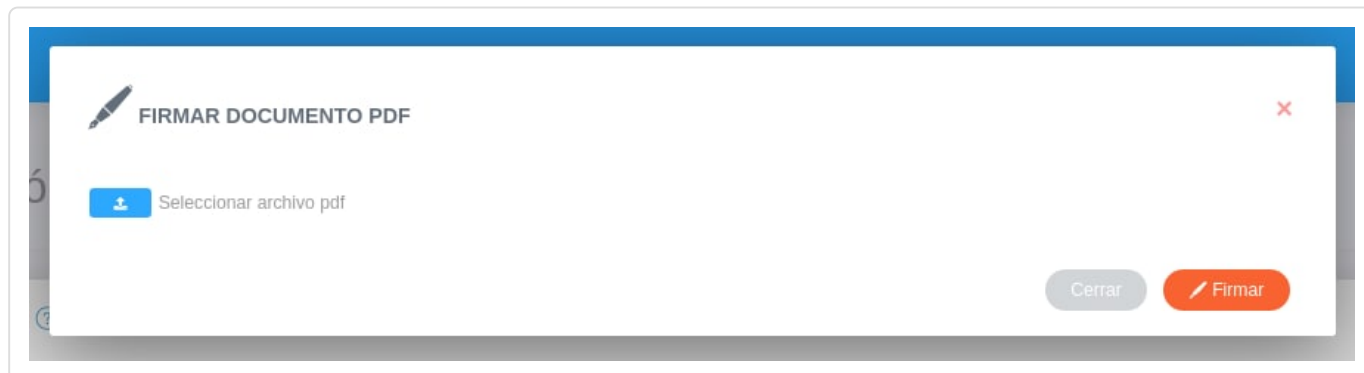 FIRMAR DOCUMENTO PDF
ó
Seleccionar archivo pdf
Cerrar
Firmar